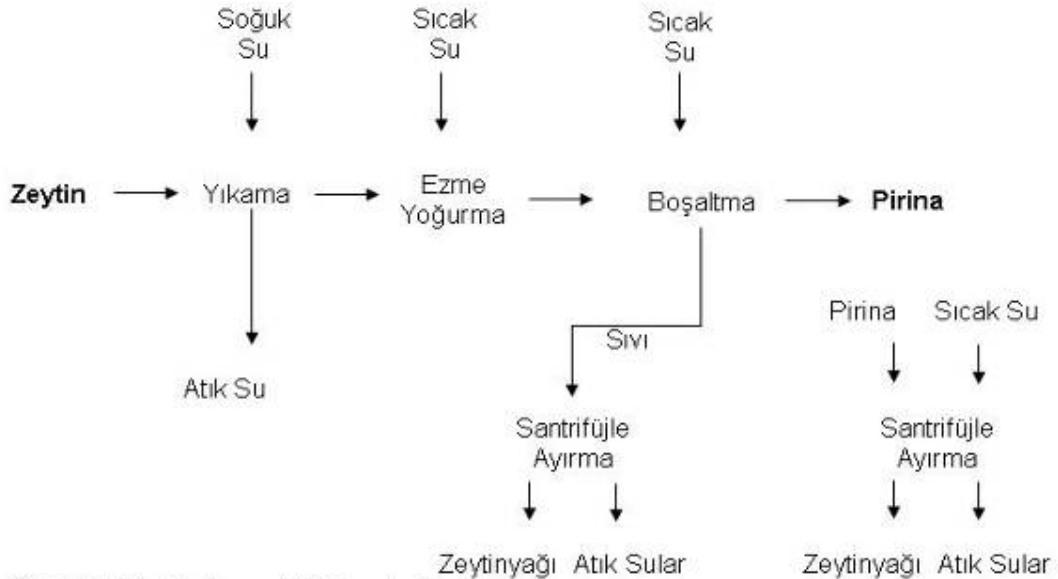 Soğuk
Su
Sıcak
Su
Sıcak
Su
Zeytin
Yıkama
Ezme
Yoğurma
Boşaltma
Pirina
Atık Su
Sıvı
Santrifüjle
Ayırma
Zeytinyağı Atık Sular
Pirina Sıcak Su
Santrifüjle
Ayırma
Zeytinyağı Atık Sular